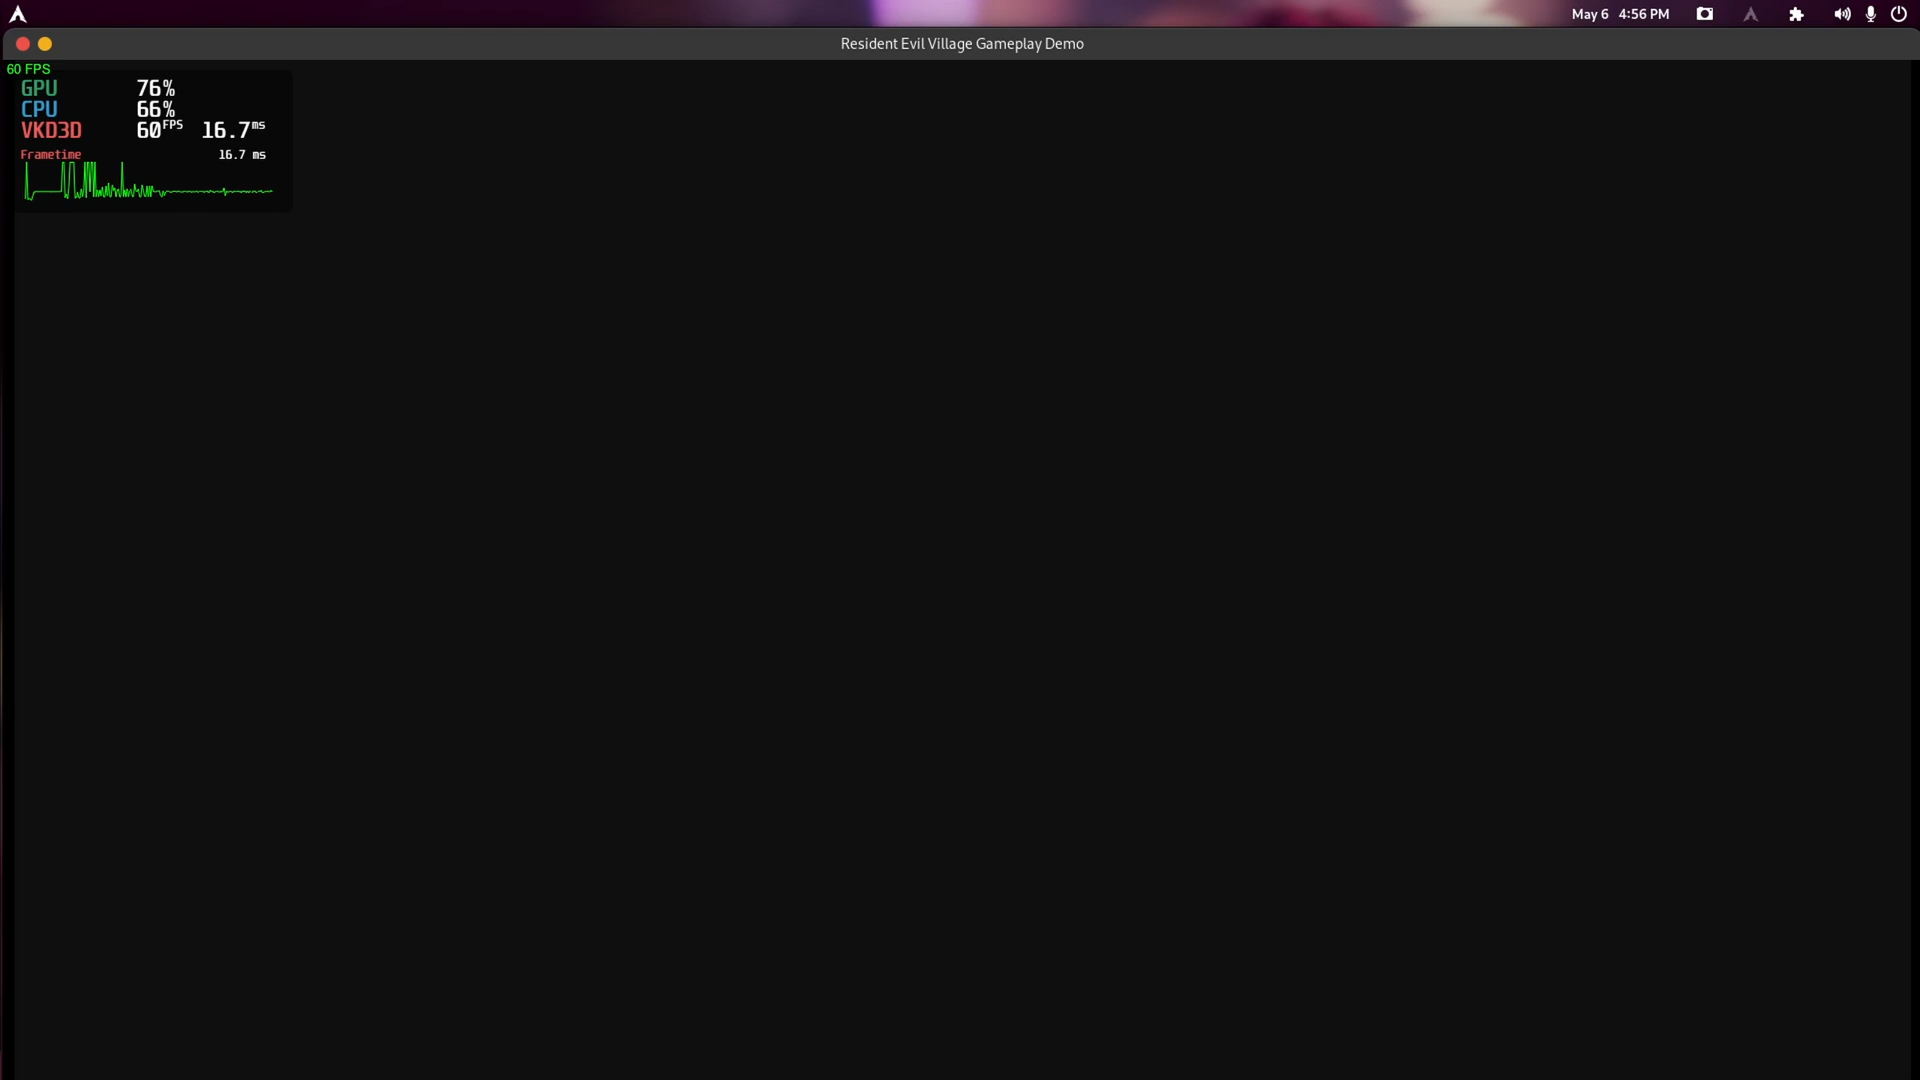 May 6 4:56 PM
Resident Evil Village Gameplay Demo
60 FPS
GPU 76%
CPU 66%
VKD3D 60FPS 16.7ms
Frametime 16.7 ms